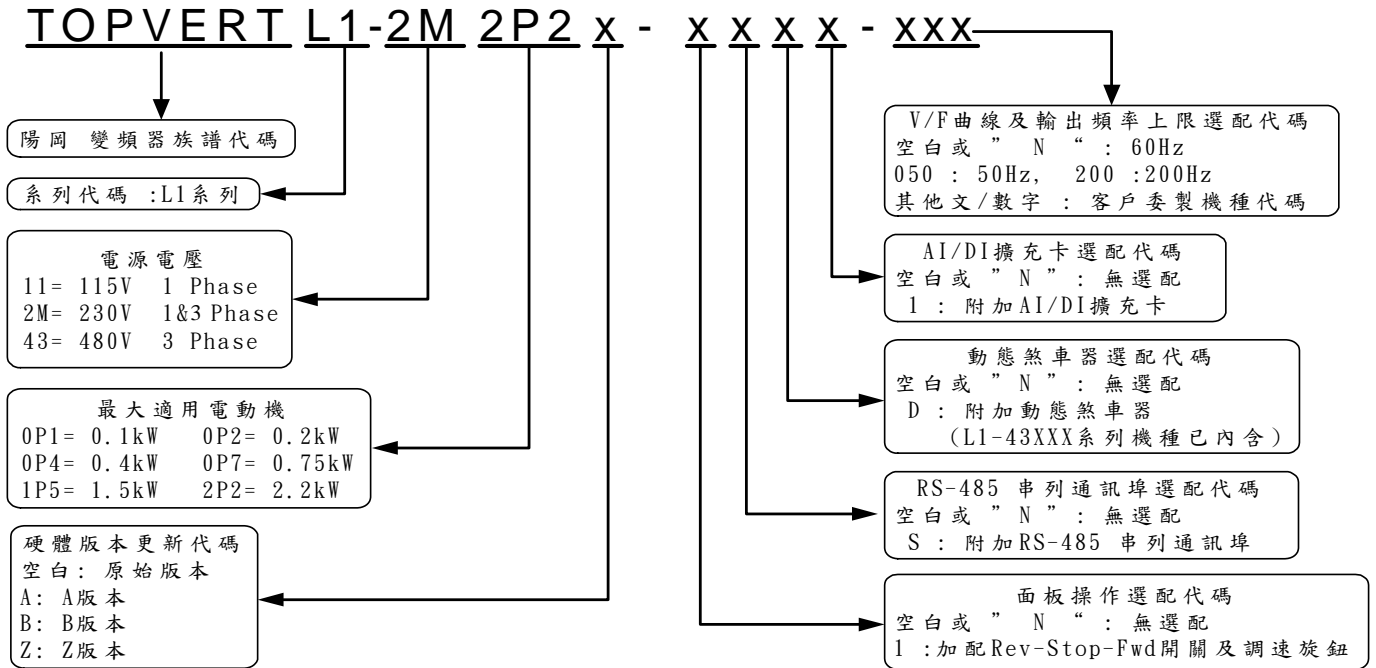 TOPVERT L1-2M 2P2 x - x x x x - xxx
陽岡 變頻器族譜代碼
系列代碼 :L1系列
電源電壓
11= 115V 1 Phase
2M= 230V 1&3 Phase
43= 480V 3 Phase
最大適用電動機
0P1= 0.1kW 0P2= 0.2kW
0P4= 0.4kW 0P7= 0.75kW
1P5= 1.5kW 2P2= 2.2kW
硬體版本更新代碼
空白: 原始版本
A: A版本
B: B版本
Z: Z版本
V/F曲線及輸出頻率上限選配代碼
空白或 ” N “ : 60Hz
050 : 50Hz, 200 :200Hz
其他文/數字 : 客戶委製機種代碼
AI/DI擴充卡選配代碼
空白或 ” N ” : 無選配
1 : 附加AI/DI擴充卡
動態煞車器選配代碼
空白或 ” N ” : 無選配
D : 附加動態煞車器
(L1-43XXX系列機種已內含)
RS-485 串列通訊埠選配代碼
空白或 ” N ” : 無選配
S : 附加RS-485 串列通訊埠
面板操作選配代碼
空白或 ” N “ : 無選配
1 :加配Rev-Stop-Fwd開關及調速旋鈕